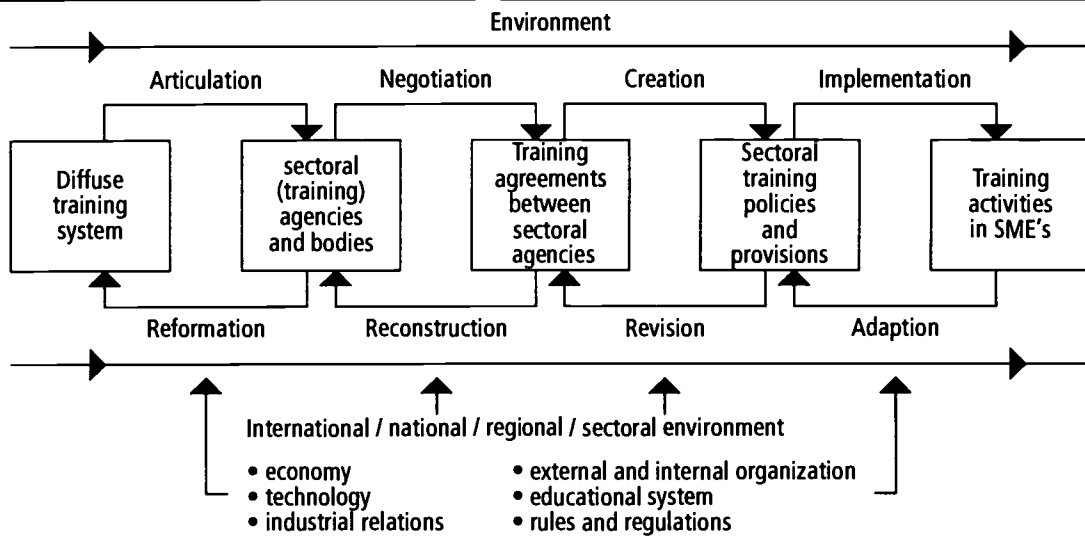 Environment
Articulation
Negotiation
Creation
Implementation
Diffuse
training
system
sectoral
(training)
agencies
and bodies
Training
agreements
between
sectoral
agencies
Sectoral
training
policies
and
provisions
Training
activities
in SME's
Reformation
Reconstruction
Revision
Adaption
International / national / regional / sectoral environment
• economy
• technology
• industrial relations
• external and internal organization
• educational system
• rules and regulations